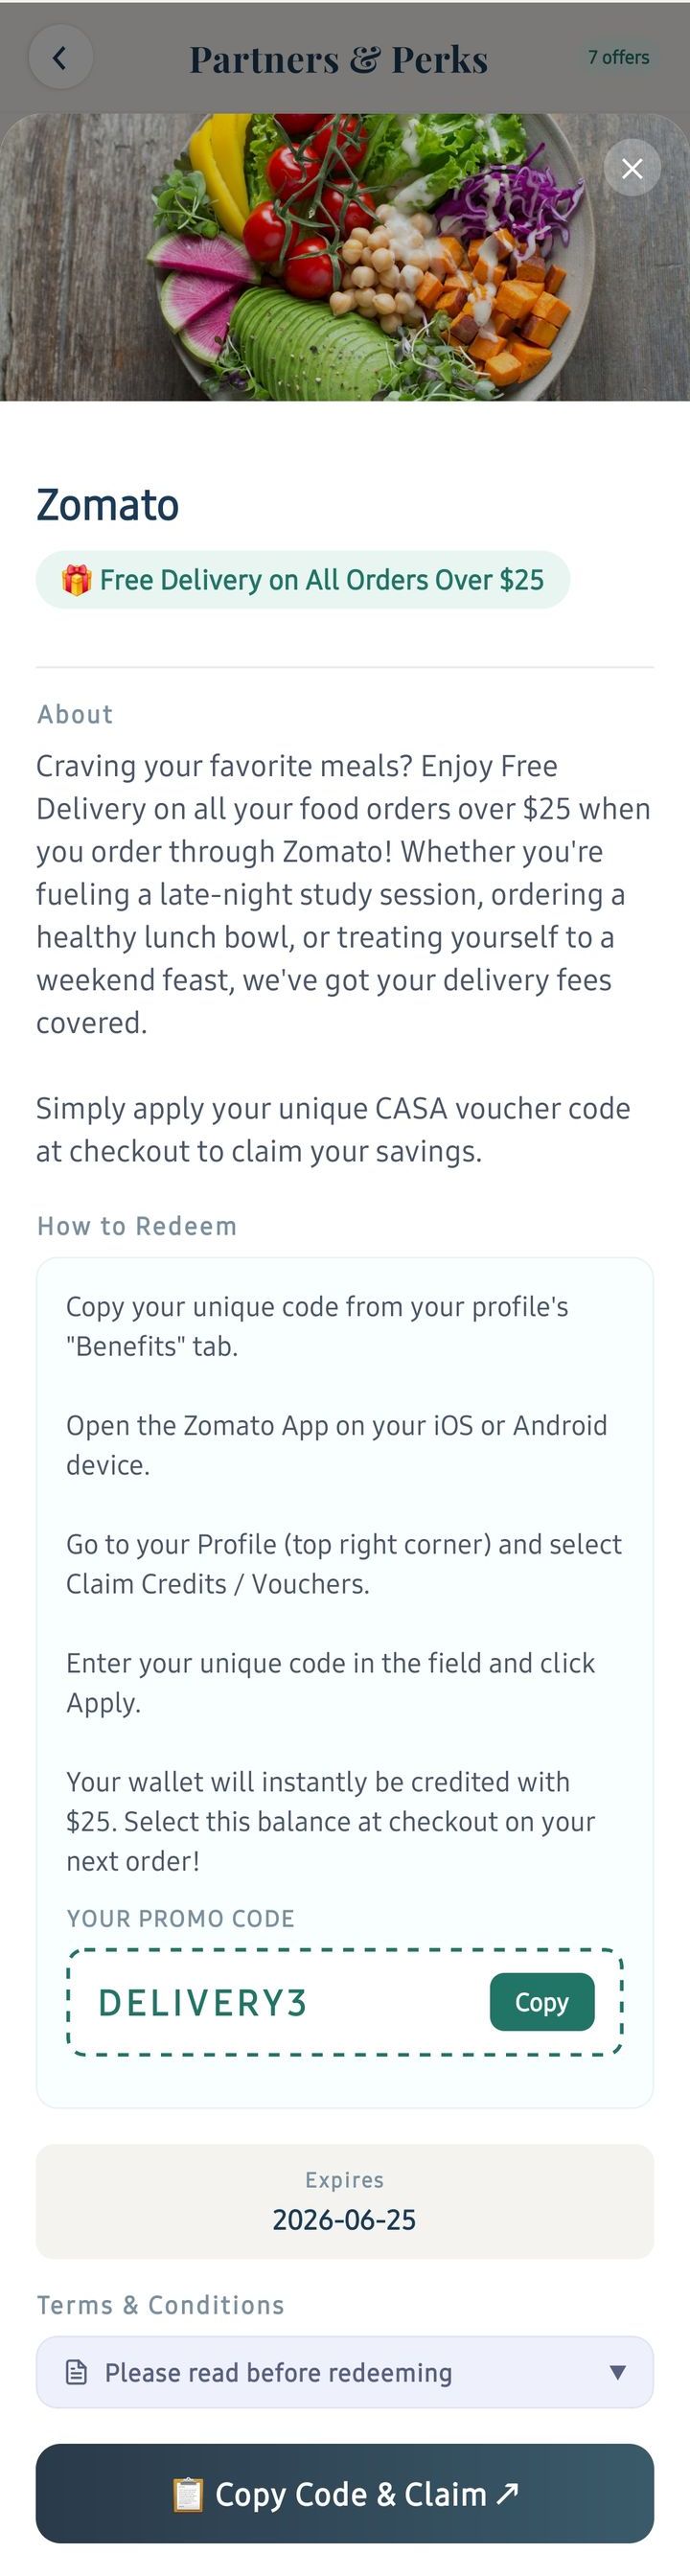 Partners & Perks
7 offers
Zomato
🎁 Free Delivery on All Orders Over $25
About
Craving your favorite meals? Enjoy Free
Delivery on all your food orders over $25 when
you order through Zomato! Whether you're
fueling a late-night study session, ordering a
healthy lunch bowl, or treating yourself to a
weekend feast, we've got your delivery fees
covered.
Simply apply your unique CASA voucher code
at checkout to claim your savings.
How to Redeem
Copy your unique code from your profile's
"Benefits" tab.
Open the Zomato App on your iOS or Android
device.
Go to your Profile (top right corner) and select
Claim Credits / Vouchers.
Enter your unique code in the field and click
Apply.
Your wallet will instantly be credited with
$25. Select this balance at checkout on your
next order!
YOUR PROMO CODE
DELIVERY3
Copy
Expires
2026-06-25
Terms & Conditions
Please read before redeeming
📋 Copy Code & Claim ↗